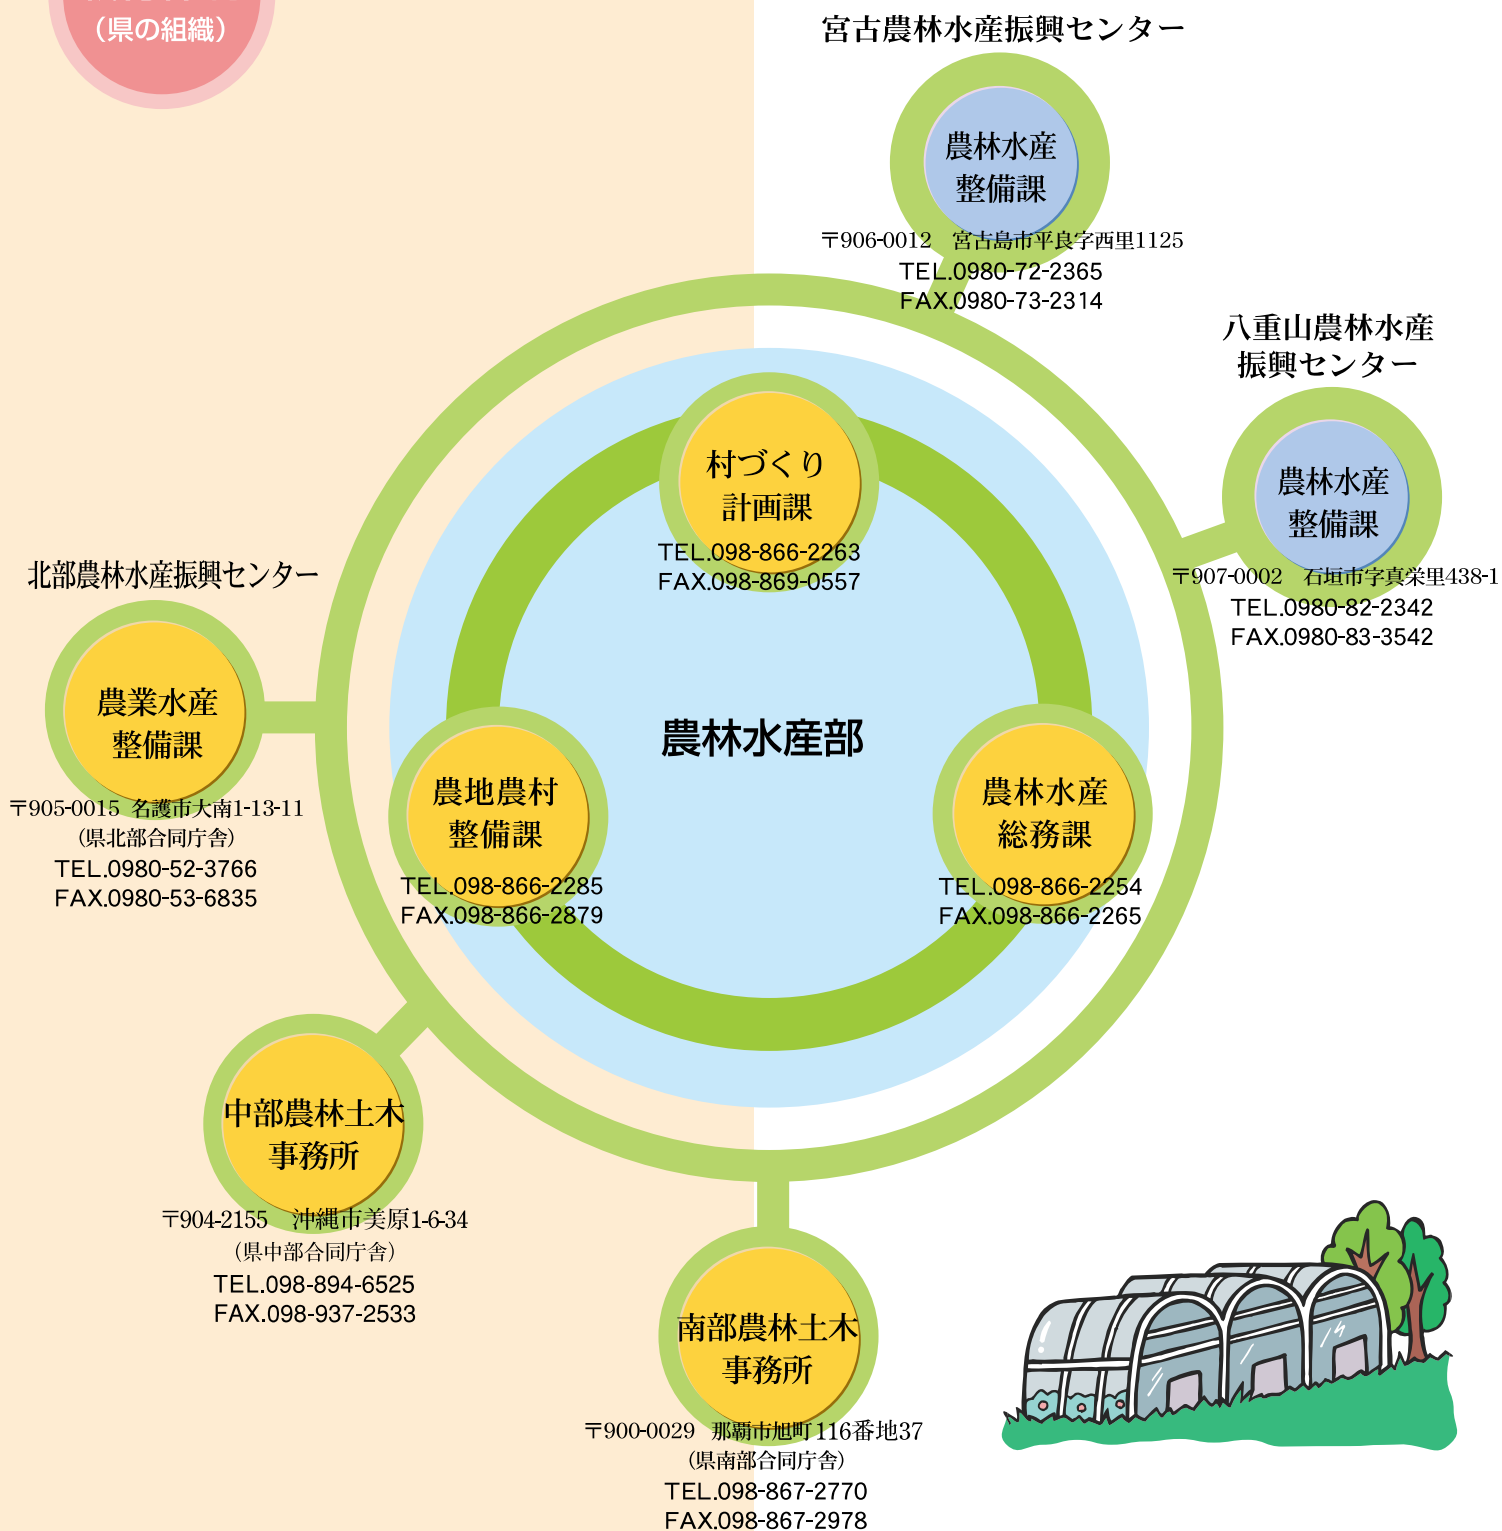 （県の組織）
宮古農林水産振興センター
農林水産
整備課
〒906-0012　宮古島市平良字西里1125
TEL.0980-72-2365
FAX.0980-73-2314
八重山農林水産
振興センター
農林水産
整備課
〒907-0002　石垣市字真栄里438-1
TEL.0980-82-2342
FAX.0980-83-3542
村づくり
計画課
TEL.098-866-2263
FAX.098-869-0557
北部農林水産振興センター
農業水産
整備課
〒905-0015 名護市大南1-13-11
（県北部合同庁舎）
TEL.0980-52-3766
FAX.0980-53-6835
農林水産部
農地農村
整備課
TEL.098-866-2285
FAX.098-866-2879
農林水産
総務課
TEL.098-866-2254
FAX.098-866-2265
中部農林土木
事務所
〒904-2155　沖縄市美原1-6-34
（県中部合同庁舎）
TEL.098-894-6525
FAX.098-937-2533
南部農林土木
事務所
〒900-0029　那覇市旭町116番地37
（県南部合同庁舎）
TEL.098-867-2770
FAX.098-867-2978